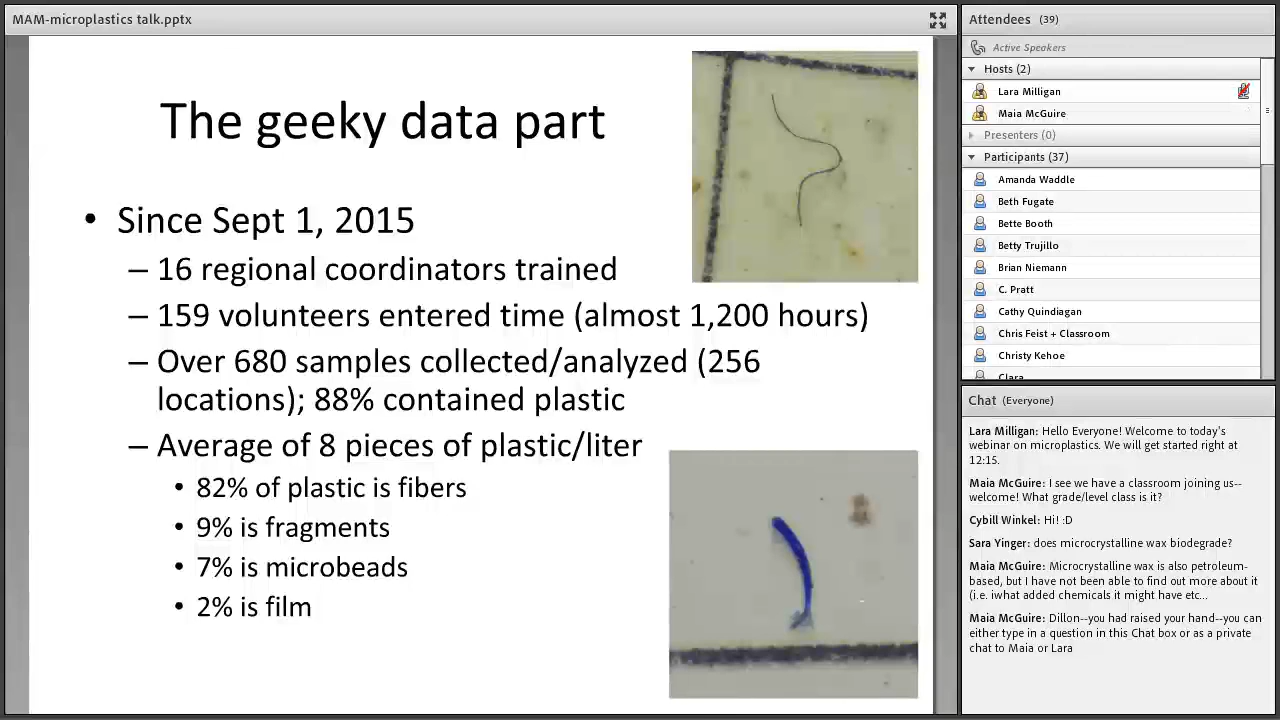 MAM-microplastics talk.pptx
The geeky data part
• Since Sept 1, 2015
– 16 regional coordinators trained
– 159 volunteers entered time (almost 1,200 hours)
– Over 680 samples collected/analyzed (256
locations); 88% contained plastic
– Average of 8 pieces of plastic/liter
• 82% of plastic is fibers
• 9% is fragments
• 7% is microbeads
• 2% is film
Attendees (39)
Active Speakers
Hosts (2)
Lara Milligan
Maia McGuire
Presenters (0)
Participants (37)
Amanda Waddle
Beth Fugate
Bette Booth
Betty Trujillo
Brian Niemann
C. Pratt
Cathy Quindiagan
Chris Feist + Classroom
Christy Kehoe
Clara
Chat (Everyone)
Lara Milligan: Hello Everyone! Welcome to today's
webinar on microplastics. We will get started right at
12:15.
Maia McGuire: I see we have a classroom joining us--
welcome! What grade/level class is it?
Cybill Winkel: Hi! :D
Sara Yinger: does microcrystalline wax biodegrade?
Maia McGuire: Microcrystalline wax is also petroleum-
based, but I have not been able to find out more about it
(i.e. iwhat added chemicals it might have etc...
Maia McGuire: Dillon--you had raised your hand--you can
either type in a question in this Chat box or as a private
chat to Maia or Lara